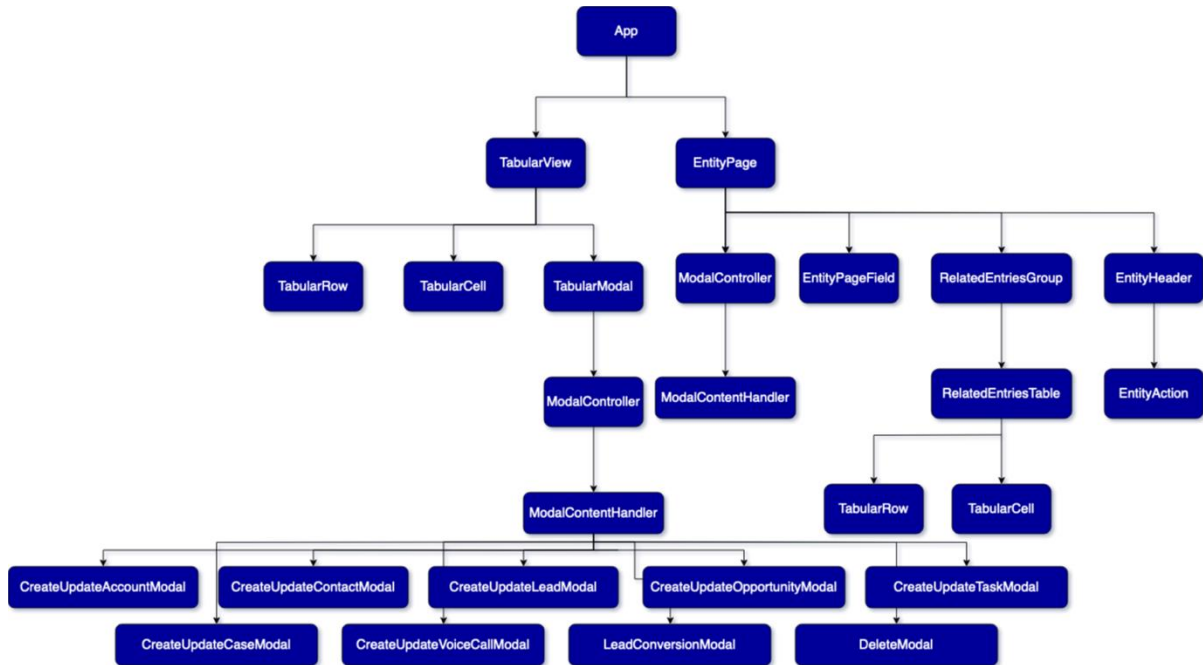 App
TabularView
EntityPage
TabularRow
TabularCell
TabularModal
ModalController
EntityPageField
RelatedEntriesGroup
EntityHeader
ModalController
ModalContentHandler
RelatedEntriesTable
EntityAction
ModalContentHandler
TabularRow
TabularCell
CreateUpdateAccountModal
CreateUpdateContactModal
CreateUpdateLeadModal
CreateUpdateOpportunityModal
CreateUpdateTaskModal
CreateUpdateCaseModal
CreateUpdateVoiceCallModal
LeadConversionModal
DeleteModal